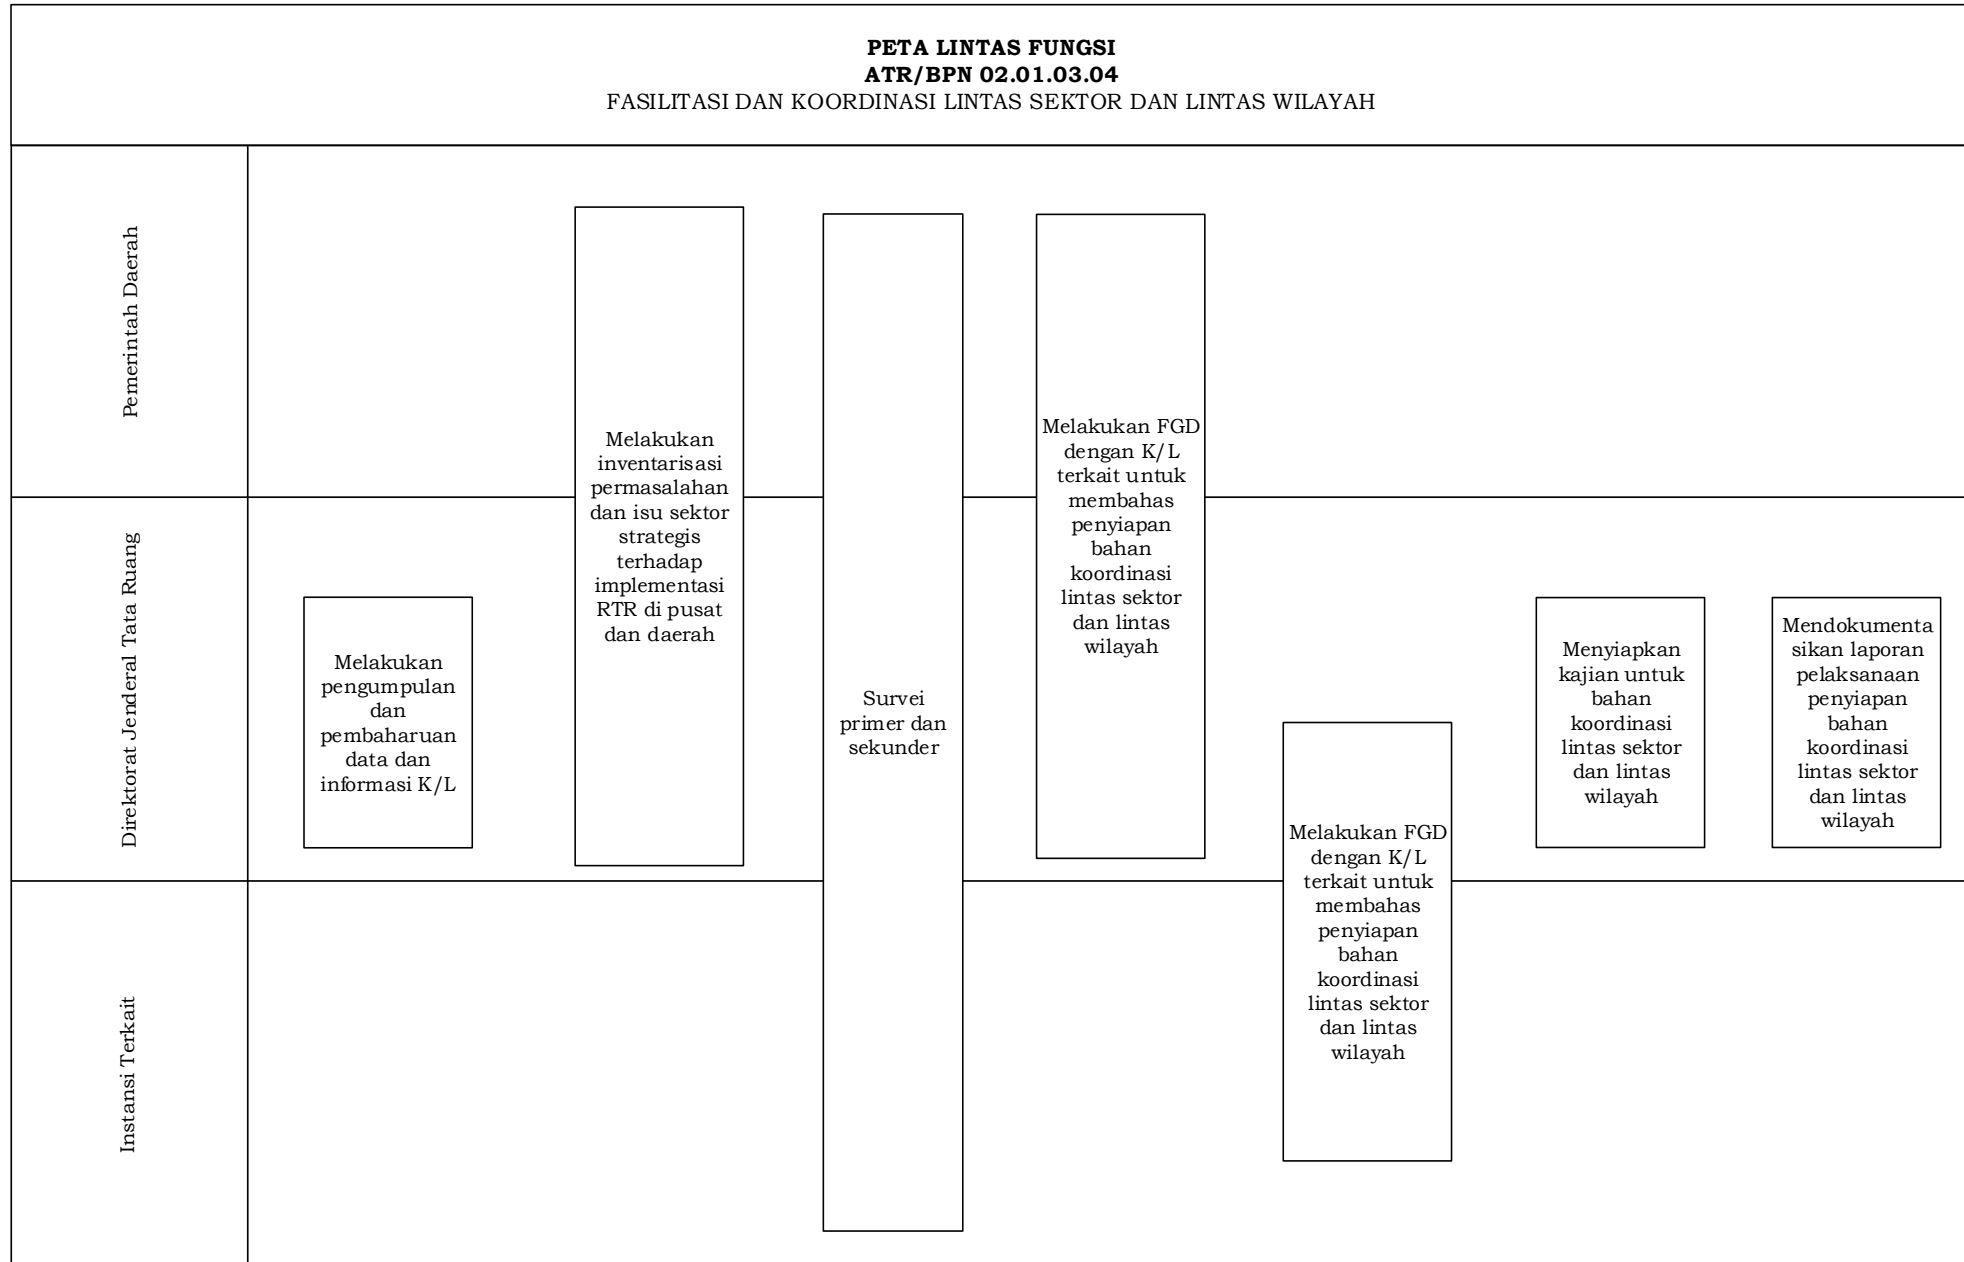 PETA LINTAS FUNGSI
ATR/BPN 02.01.03.04
FASILITASI DAN KOORDINASI LINTAS SEKTOR DAN LINTAS WILAYAH
Pemerintah Daerah
Direktorat Jenderal Tata Ruang
Instansi Terkait
Melakukan
pengumpulan
dan
pembaharuan
data dan
informasi K/L
Melakukan
inventarisasi
permasalahan
dan isu sektor
strategis
terhadap
implementasi
RTR di pusat
dan daerah
Survei
primer dan
sekunder
Melakukan FGD
dengan K/L
terkait untuk
membahas
penyiapan
bahan
koordinasi
lintas sektor
dan lintas
wilayah
Melakukan FGD
dengan K/L
terkait untuk
membahas
penyiapan
bahan
koordinasi
lintas sektor
dan lintas
wilayah
Menyiapkan
kajian untuk
bahan
koordinasi
lintas sektor
dan lintas
wilayah
Mendokumenta
sikan laporan
pelaksanaan
penyiapan
bahan
koordinasi
lintas sektor
dan lintas
wilayah